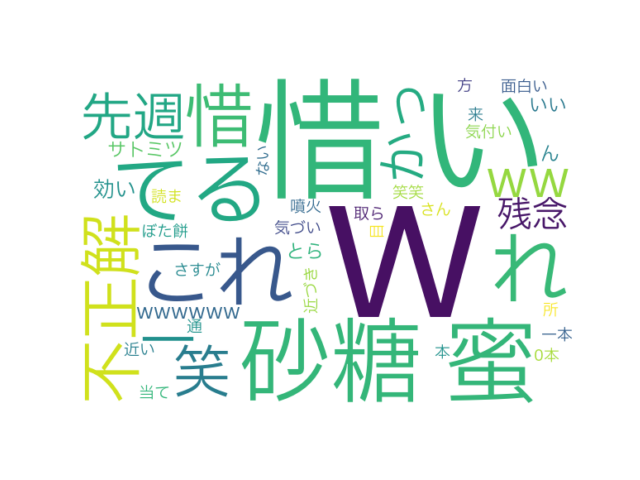 惜い
w
砂糖蜜
これ
てる
惜
先週
かっ
れ
不正解
笑
ー
ww
残念
サトミツ
効い
読ま
ぼた餅
さすが
wwwwww
通
近い
当て
ない
噴火
気づい
とら
近づき
取ら
目
笑笑
さん
方
来
気付い
面白い
いい
ん
所
一本
本
0本